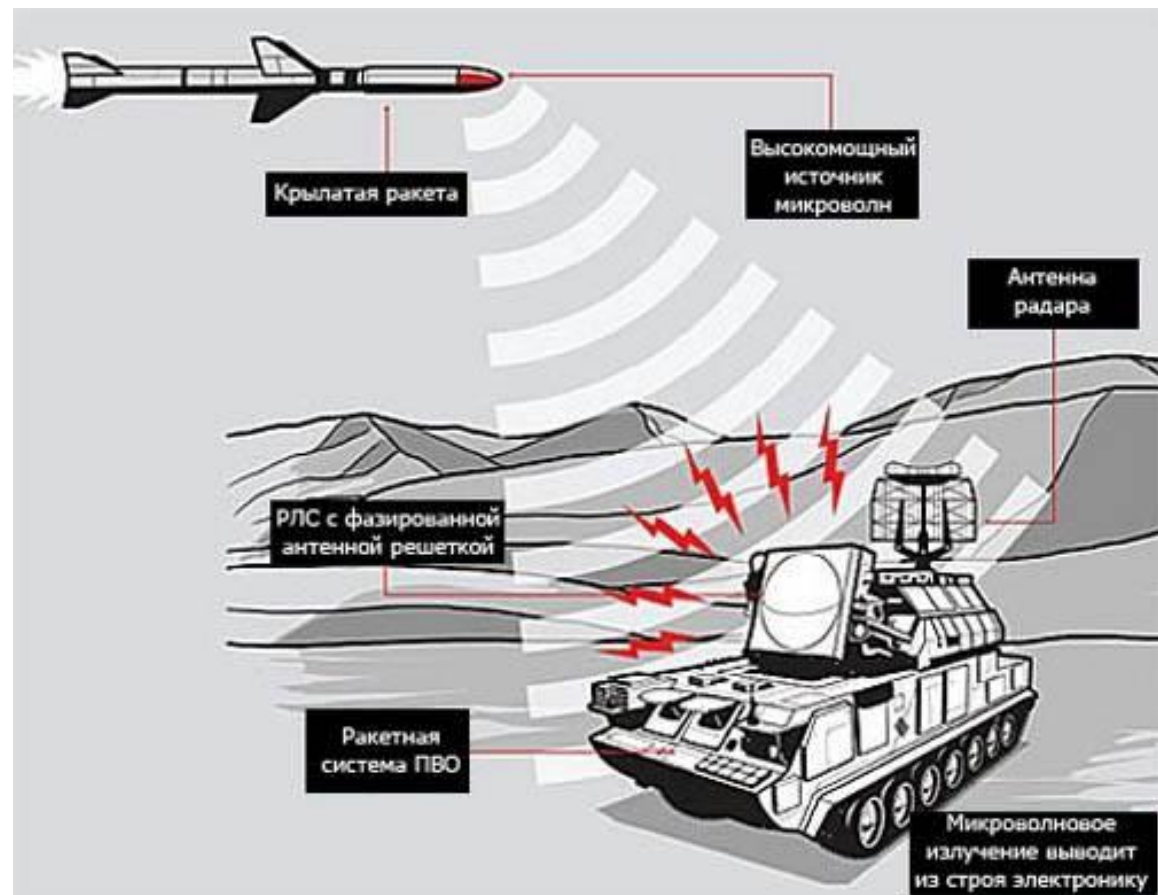 Высокомощный
источник
микроволн
Крылатая ракета
Антенна
радара
РЛС с фазированной
антенной решеткой
Ракетная
система ПВО
Микроволновое
излучение выводит
из строя электронику